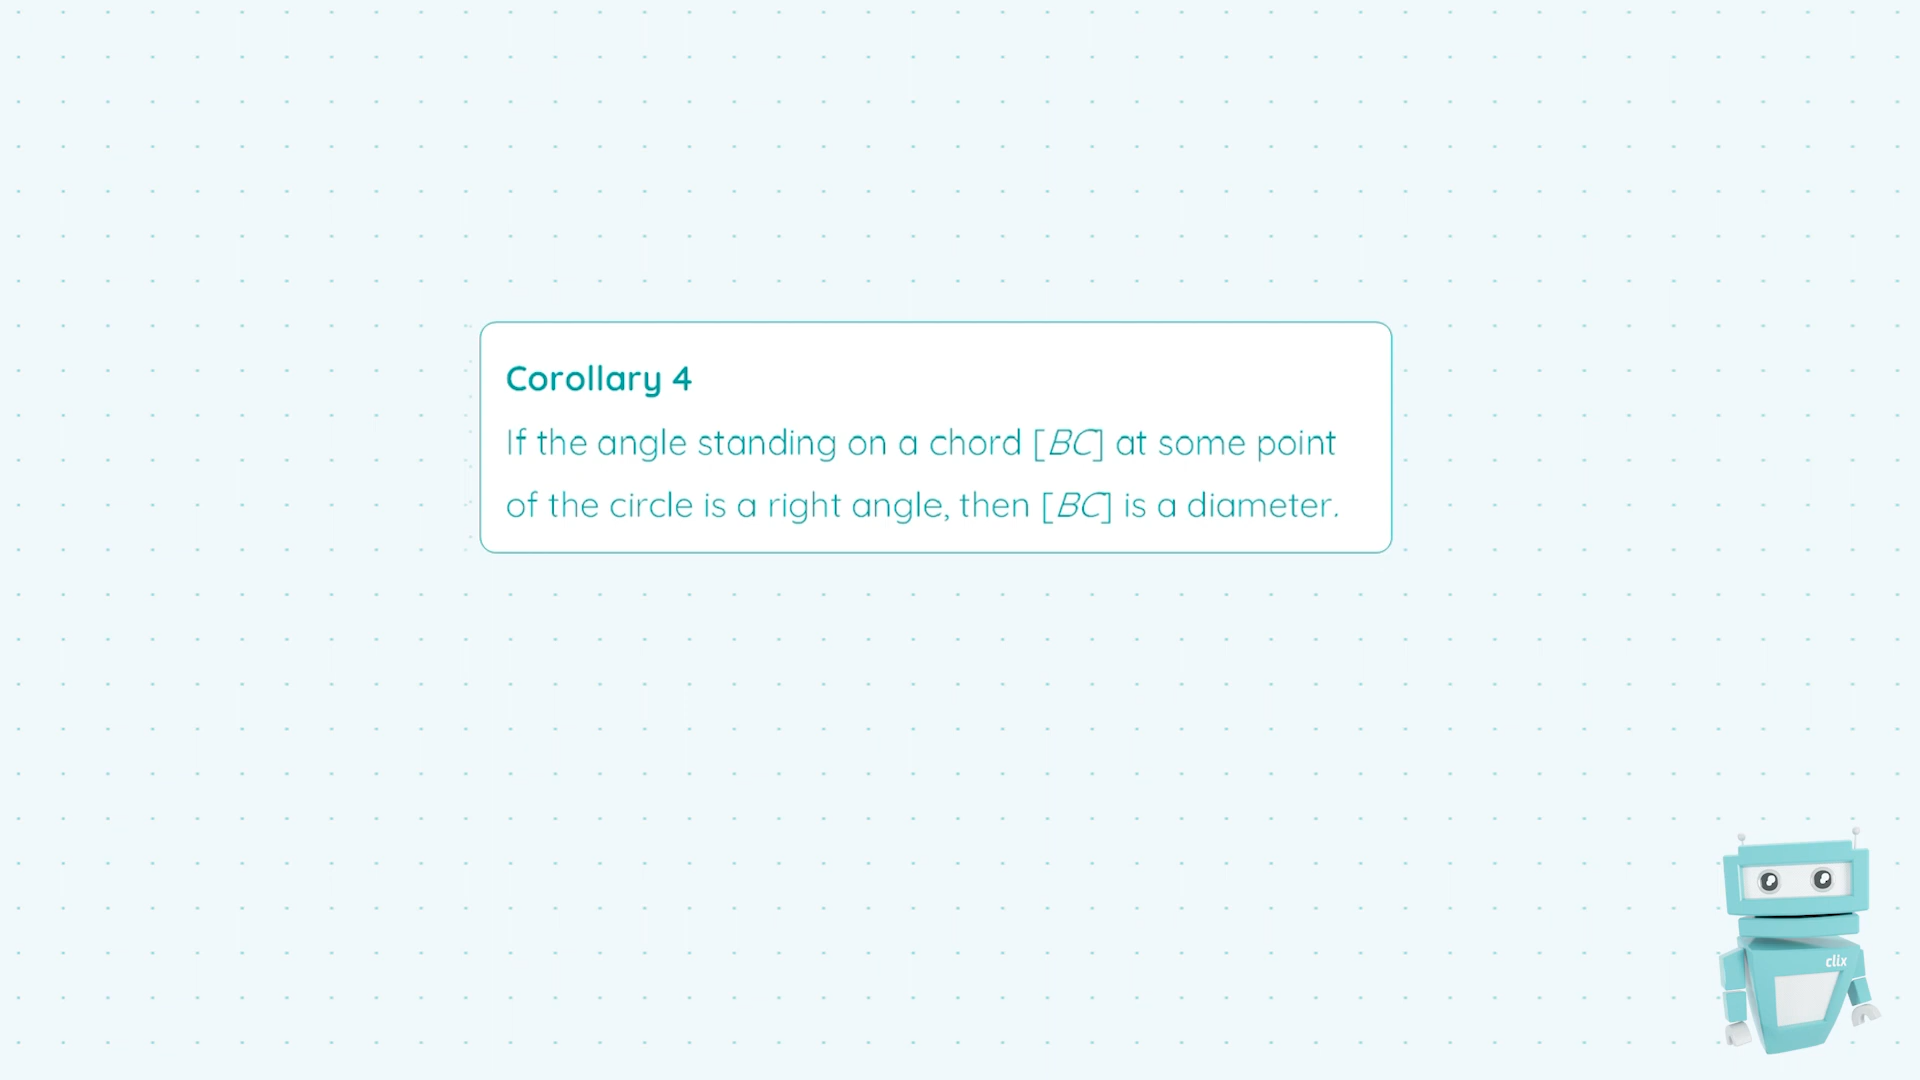 Corollary 4
If the angle standing on a chord [BC] at some point
of the circle is a right angle, then [BC] is a diameter.
clix